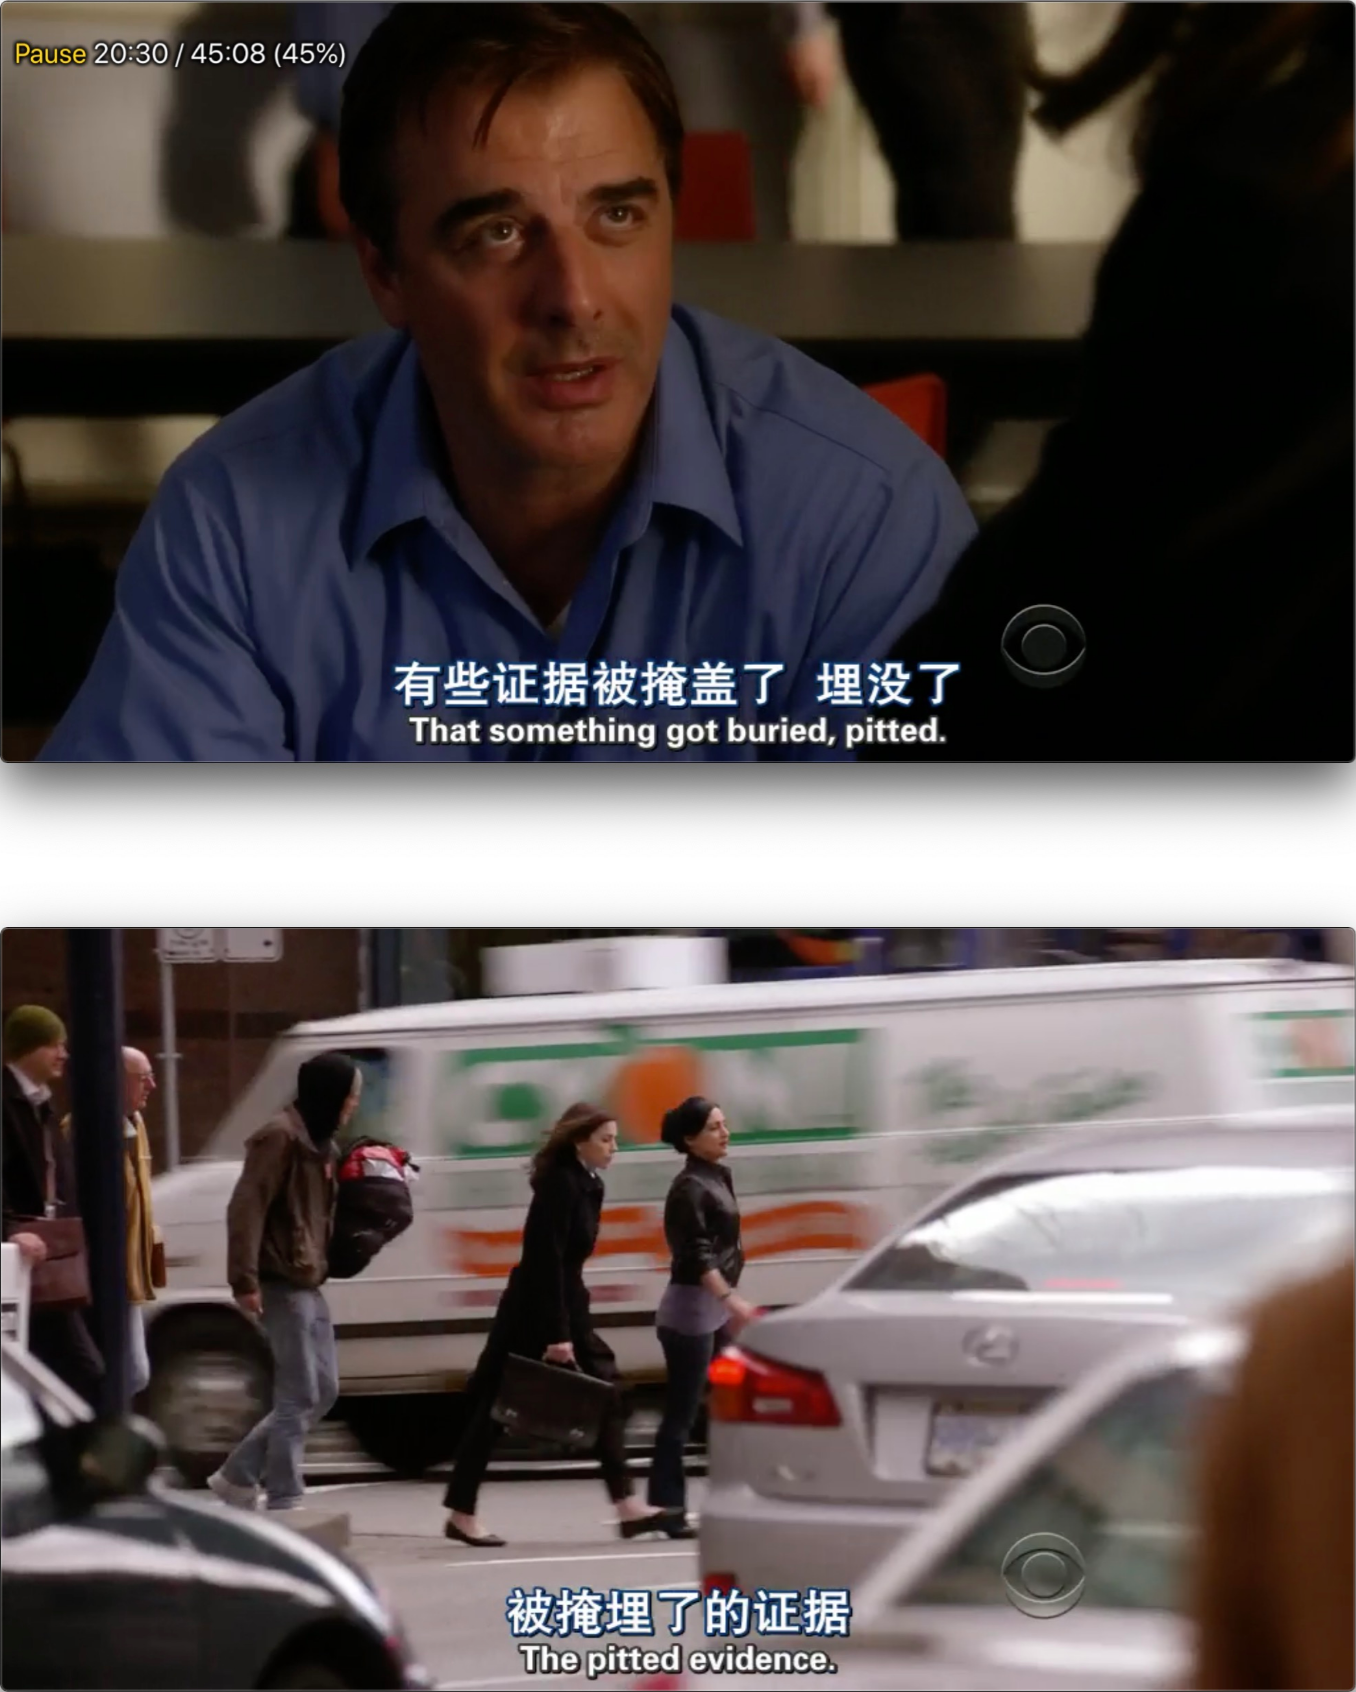 Pause 20:30 / 45:08 (45%)
有些证据被掩盖了 埋没了
That something got buried, pitted.
被掩埋了的证据
The pitted evidence.